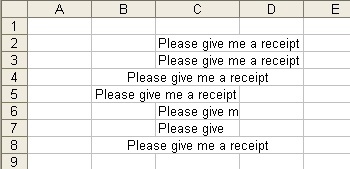 A B C D E
1
2 Please give me a receipt
3 Please give me a receipt
4 Please give me a receipt
5 Please give me a receipt
6 Please give m
7 Please give
8 Please give me a receipt
9